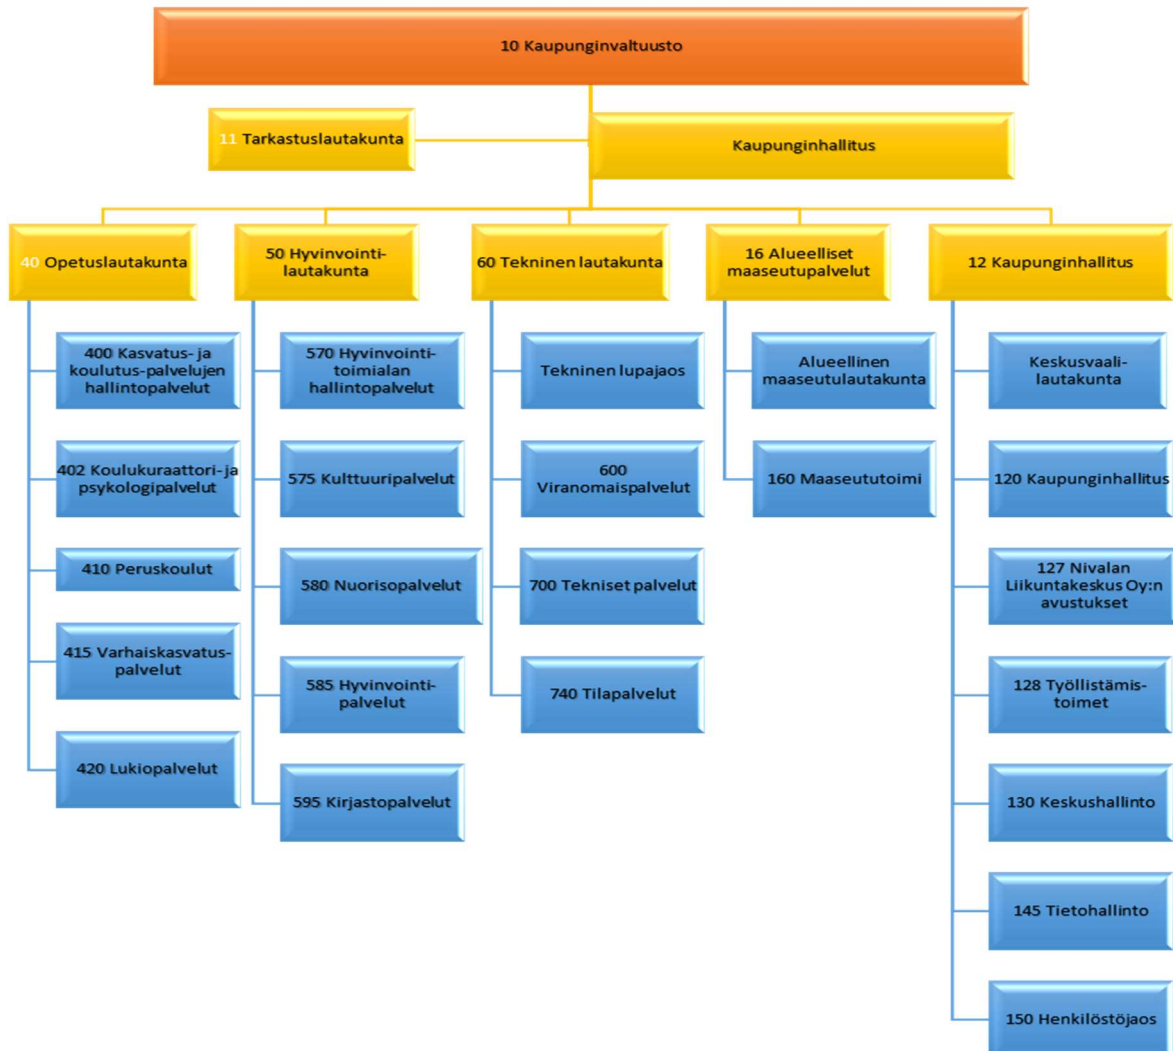 10 Kaupunginvaltuusto
11 Tarkastuslautakunta
Kaupunginhallitus
40 Opetuslautakunta
50 Hyvinvointi-
lautakunta
60 Tekninen lautakunta
16 Alueelliset
maaseutupalvelut
12 Kaupunginhallitus
400 Kasvatus- ja
koulutus-palvelujen
hallintopalvelut
402 Koulukuraattori- ja
psykologipalvelut
410 Peruskoulut
415 Varhaiskasvatus-
palvelut
420 Lukiopalvelut
570 Hyvinvointi-
toimialan
hallintopalvelut
575 Kulttuuripalvelut
580 Nuorisopalvelut
585 Hyvinvointi-
palvelut
595 Kirjastopalvelut
Tekninen lupajaos
600
Viranomaispalvelut
700 Tekniset palvelut
740 Tilapalvelut
Alueellinen
maaseutulautakunta
160 Maaseututoimi
Keskusvaali-
lautakunta
120 Kaupunginhallitus
127 Nivalan
Liikuntakeskus Oy:n
avustukset
128 Työllistämis-
toimet
130 Keskushallinto
145 Tietohallinto
150 Henkilöstöjaos